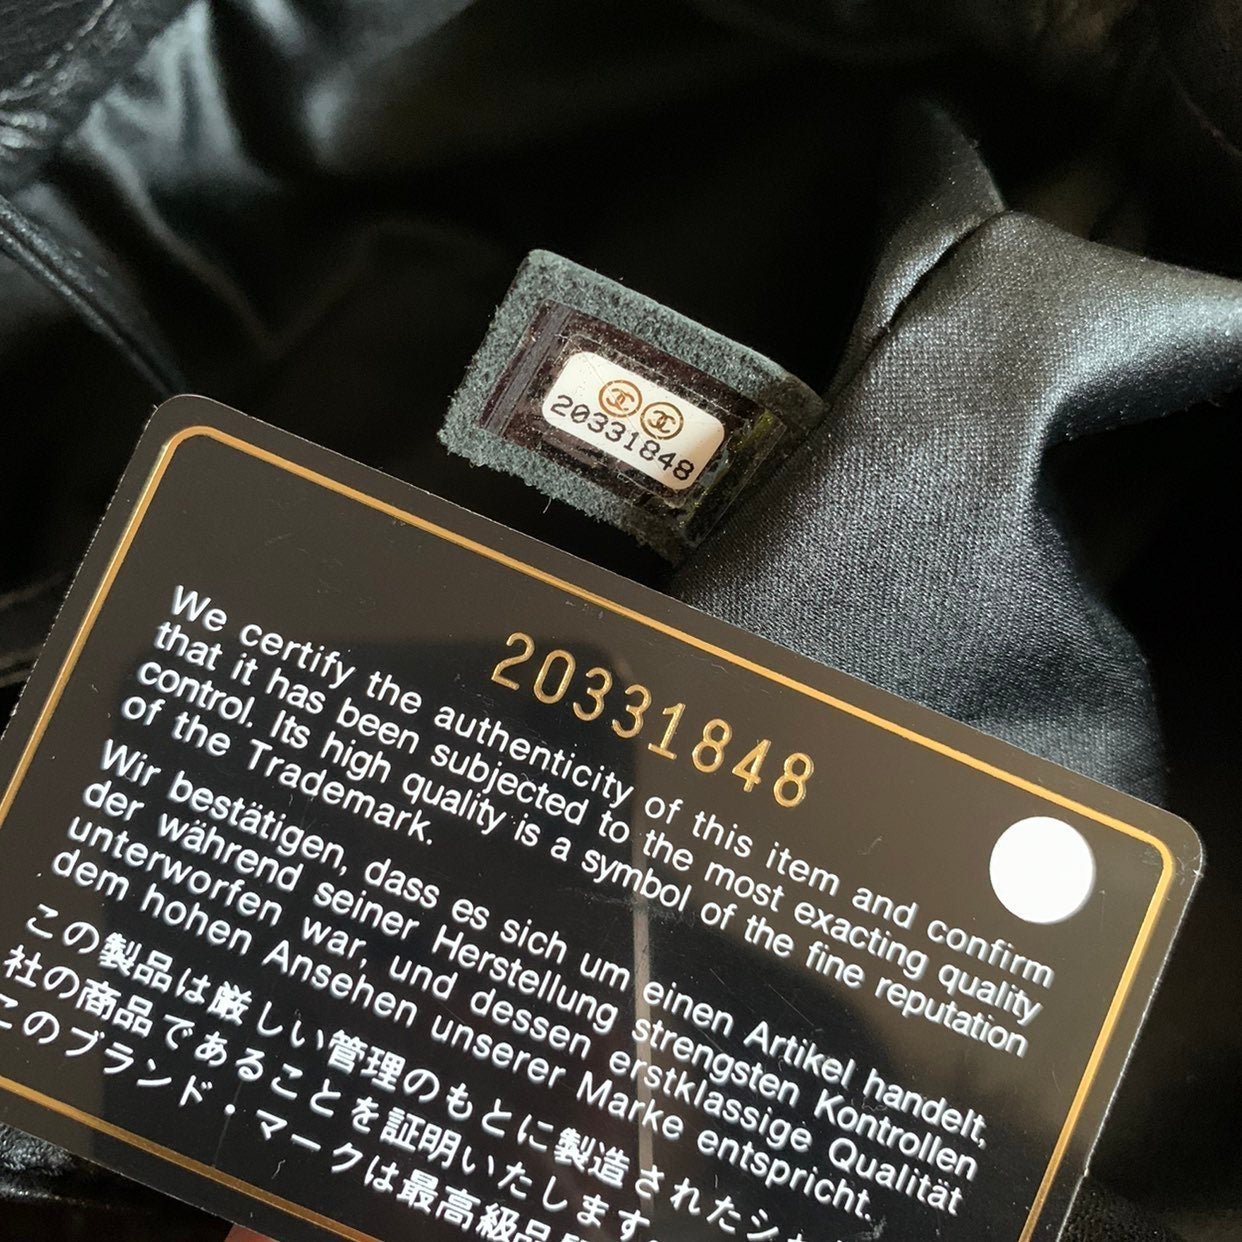 20331848
20331848
We certify the authenticity of this item and confirm
that it has been subjected to the most exacting quality
control. Its high quality is a symbol of the fine reputation
of the Trademark.
Wir bestätigen, dass es sich um einen Artikel handelt,
der während seiner Herstellung strengsten Kontrollen
unterworfen war, und dessen erstklassige Qualität
dem hohen Ansehen unserer Marke entspricht.
この製品は厳しい管理のもとに製造されたシャ
社の商品であることを証明いたします。
このブランド・マークは最高級品